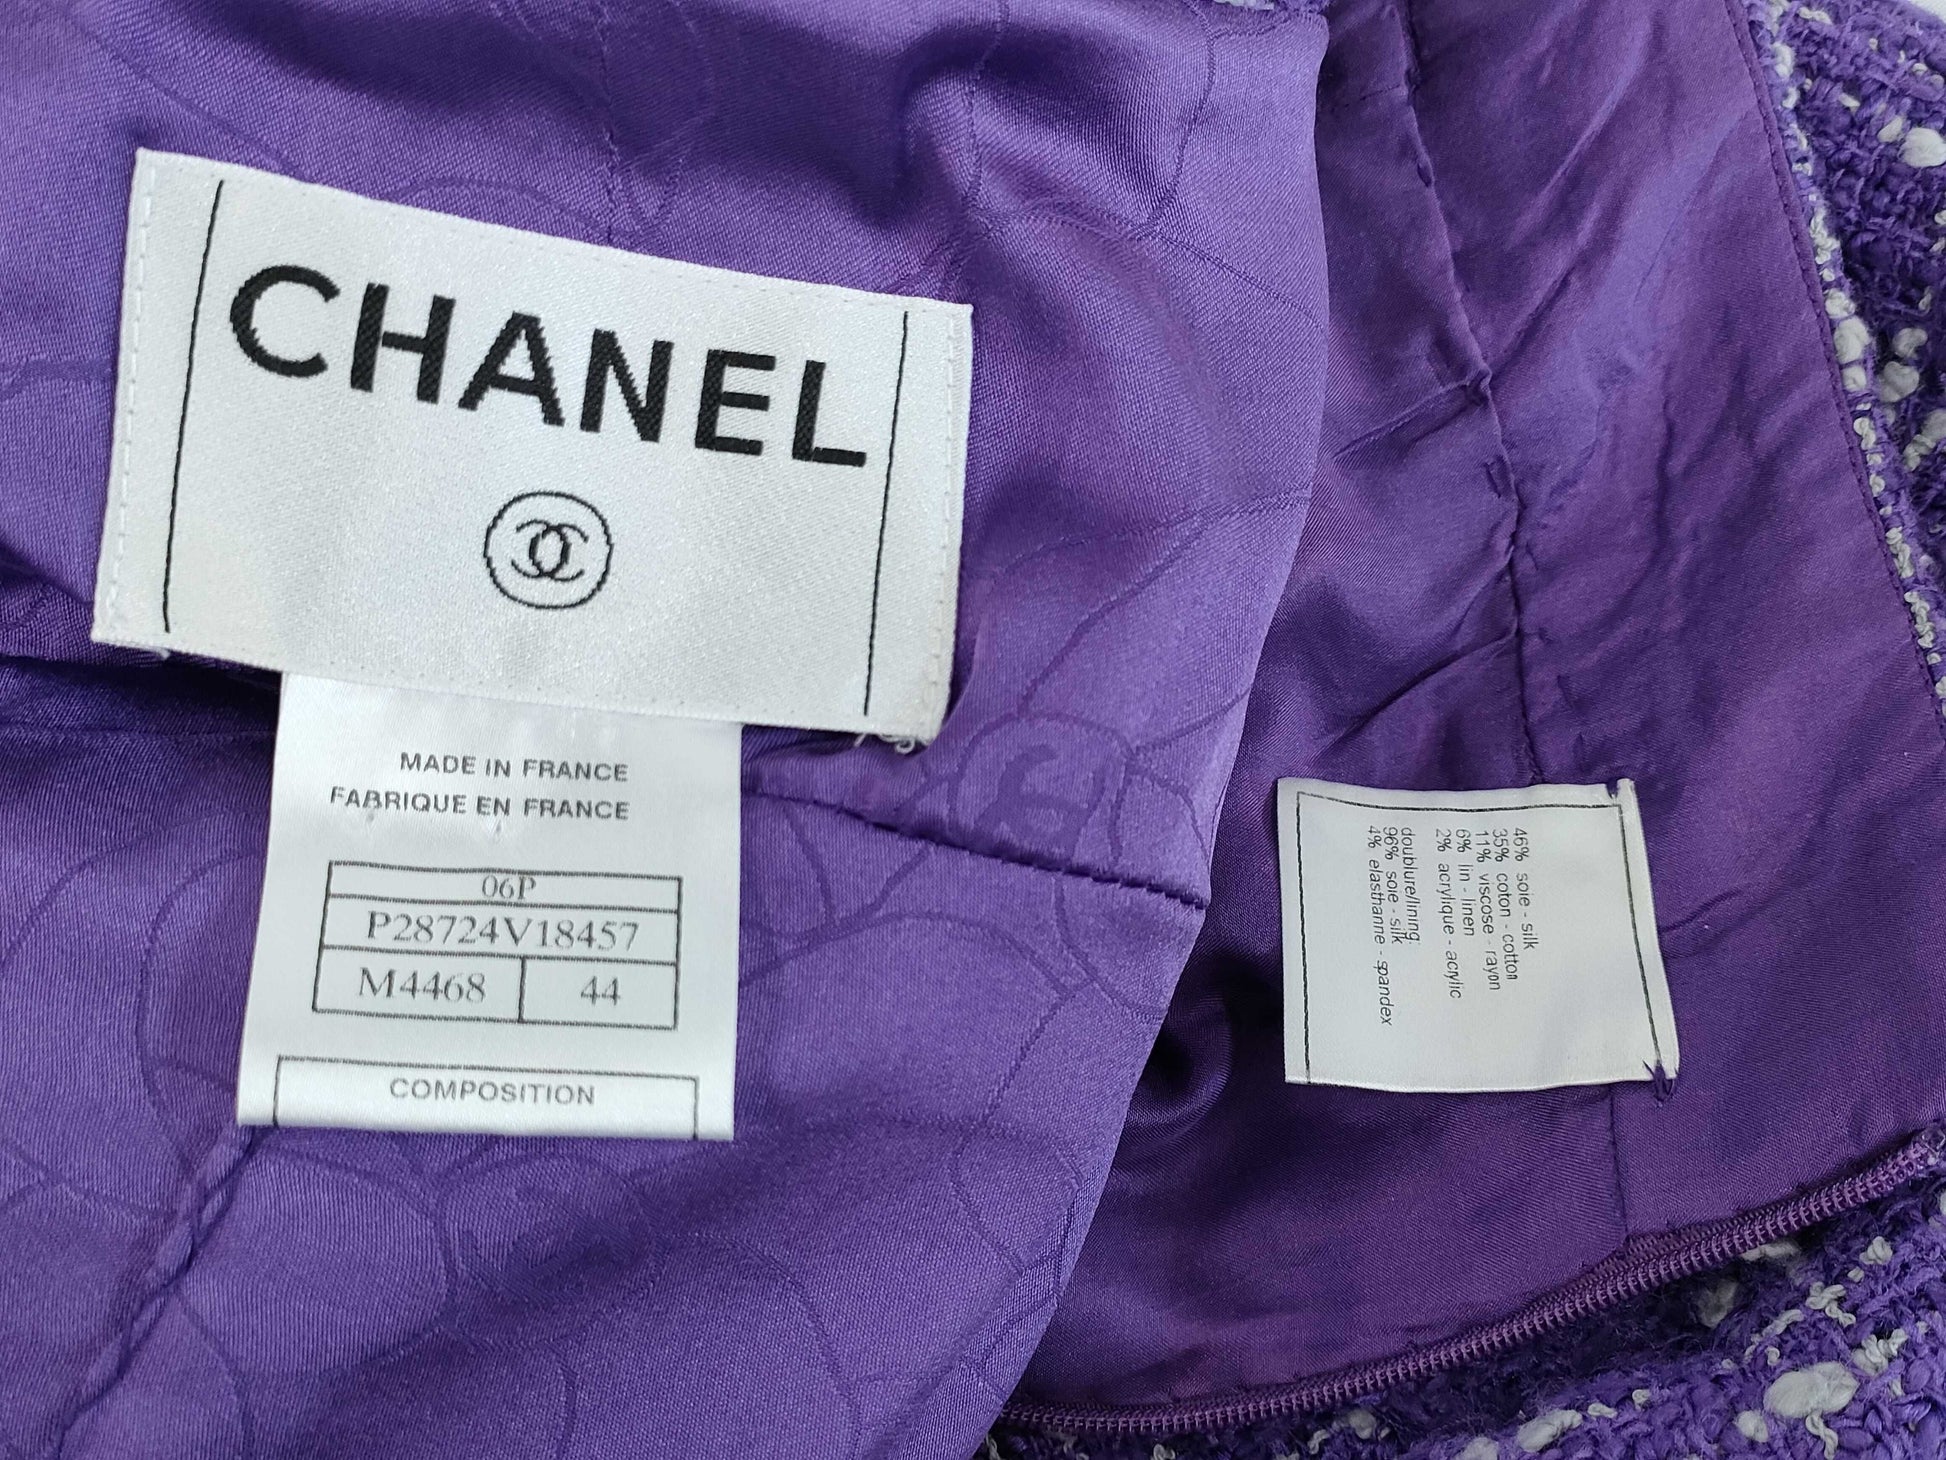 CHANEL
MADE IN FRANCE
FABRIQUE EN FRANCE
06P
P28724V18457
M4468 44
COMPOSITION
46% soie - silk
35% coton - cotton
11% viscose - rayon
6% lin - linen
2% acrylique - acrylic
doublure/lining:
96% soie - silk
4% elasthanne - spandex